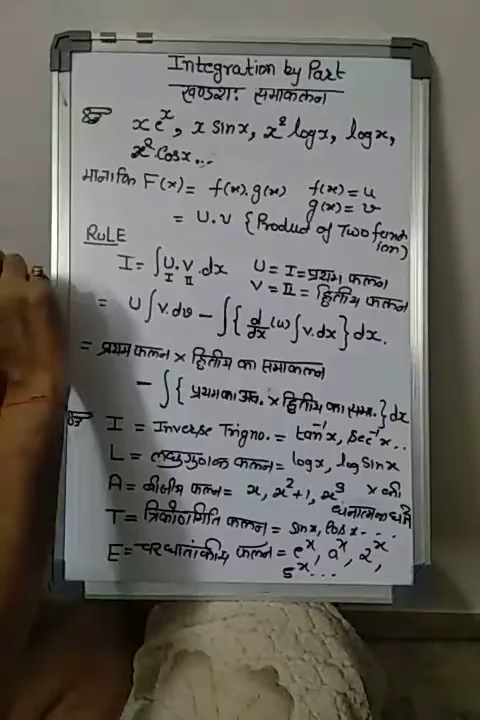 Integration by Part
खण्डशः समाकलन
☞ xeˣ, x sinx, x² logx, logx,
x² Cosx...
मानाकि F(x) = f(x).g(x) f(x) = u
g(x) = v
= U.V {Product of Two function}
RULE
I = ∫U.V.dx U = I = प्रथम फलन
I II V = II = द्वितीय फलन
= U∫V.dv − ∫{d/dx (u)∫v.dx}dx.
= प्रथम फलन × द्वितीय का समाकलन
− ∫{प्रथम का अव. × द्वितीय का समा.}dx
☞ I = Inverse Trigno. = tan⁻¹x, sec⁻¹x...
L = लघुगुणक फलन = logx, log sinx
A = बीजीय फलन = x, x²+1, x³ x की
धनात्मक घाते
T = त्रिकोणमिति फलन = sinx, Cosx....
E = चरघातांकीय फलन = eˣ, aˣ, 2ˣ,
5ˣ...